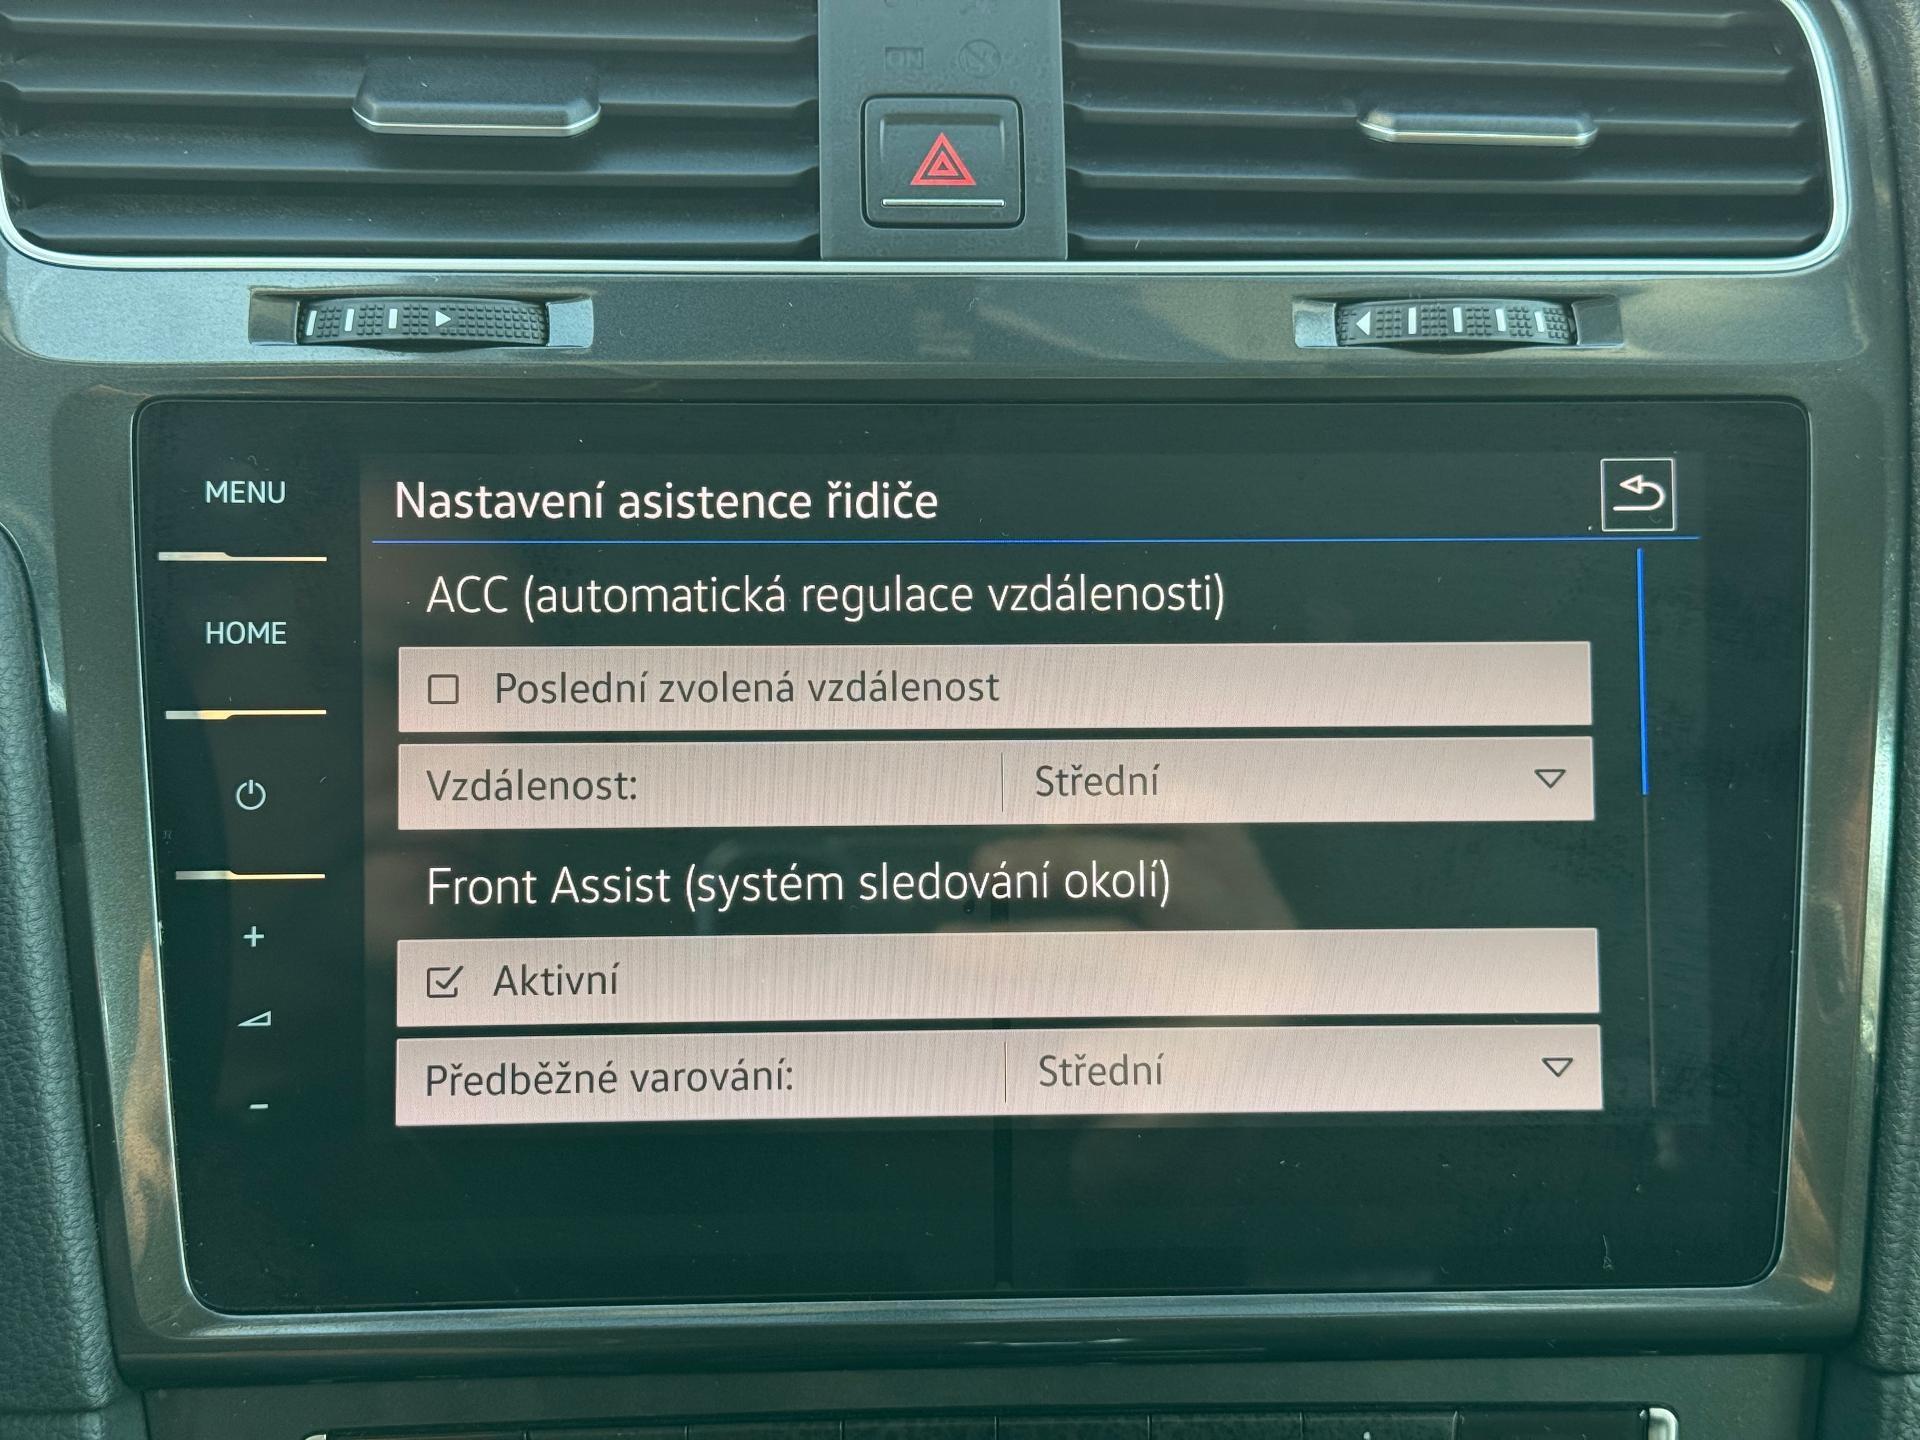 MENU
HOME
Nastavení asistence řidiče
ACC (automatická regulace vzdálenosti)
Poslední zvolená vzdálenost
Vzdálenost: Střední
Front Assist (systém sledování okolí)
Aktivní
Předběžné varování: Střední
+
-